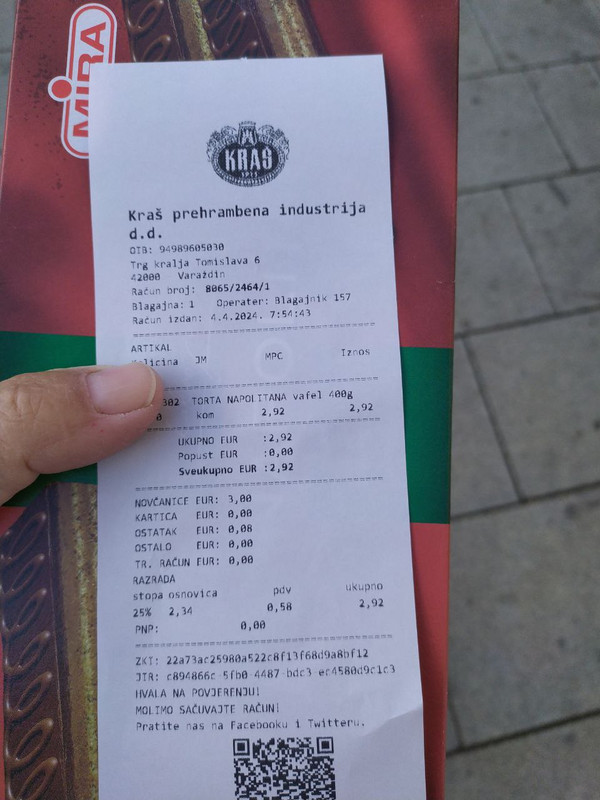 MIRA
KRAŠ
1911
Kraš prehrambena industrija
d.d.
OIB: 94989605030
Trg kralja Tomislava 6
42000 Varaždin
Račun broj: 8065/2464/1
Blagajna: 1 Operater: Blagajnik 157
Račun izdan: 4.4.2024. 7:54:43
ARTIKAL
JM MPC Iznos
302 TORTA NAPOLITANA vafel 400g
0 kom 2,92 2,92
UKUPNO EUR :2,92
Popust EUR :0,00
Sveukupno EUR :2,92
NOVČANICE EUR: 3,00
KARTICA EUR: 0,00
OSTATAK EUR: 0,08
OSTALO EUR: 0,00
TR. RAČUN EUR: 0,00
RAZRADA
stopa osnovica pdv ukupno
25% 2,34 0,58 2,92
PNP: 0,00
ZKI: 22a73ac25980a522c8f13f68d9a8bf12
JIR: c894866c-5fb0-4487-bdc3-ec4580d9c1c3
HVALA NA POVJERENJU!
MOLIMO SAČUVAJTE RAČUN!
Pratite nas na Facebooku i Twitteru.